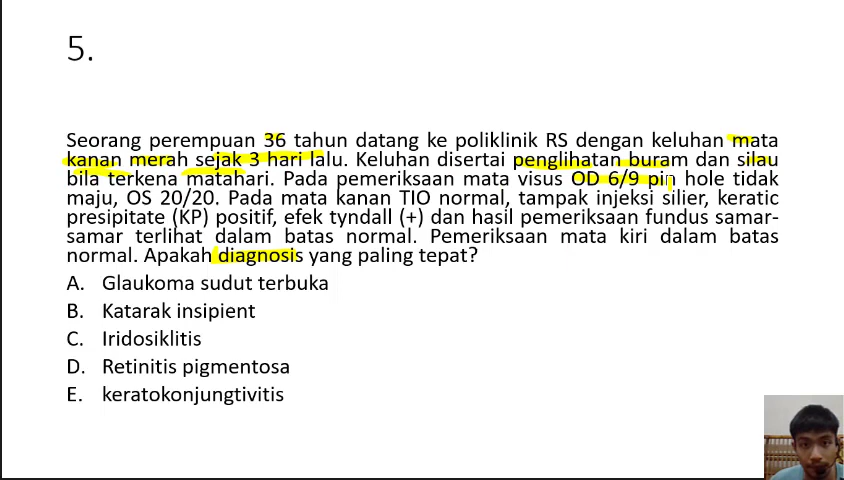 5.
Seorang perempuan 36 tahun datang ke poliklinik RS dengan keluhan mata
kanan merah sejak 3 hari lalu. Keluhan disertai penglihatan buram dan silau
bila terkena matahari. Pada pemeriksaan mata visus OD 6/9 pin hole tidak
maju, OS 20/20. Pada mata kanan TIO normal, tampak injeksi silier, keratic
presipitate (KP) positif, efek tyndall (+) dan hasil pemeriksaan fundus samar-
samar terlihat dalam batas normal. Pemeriksaan mata kiri dalam batas
normal. Apakah diagnosis yang paling tepat?
A. Glaukoma sudut terbuka
B. Katarak insipient
C. Iridosiklitis
D. Retinitis pigmentosa
E. keratokonjungtivitis